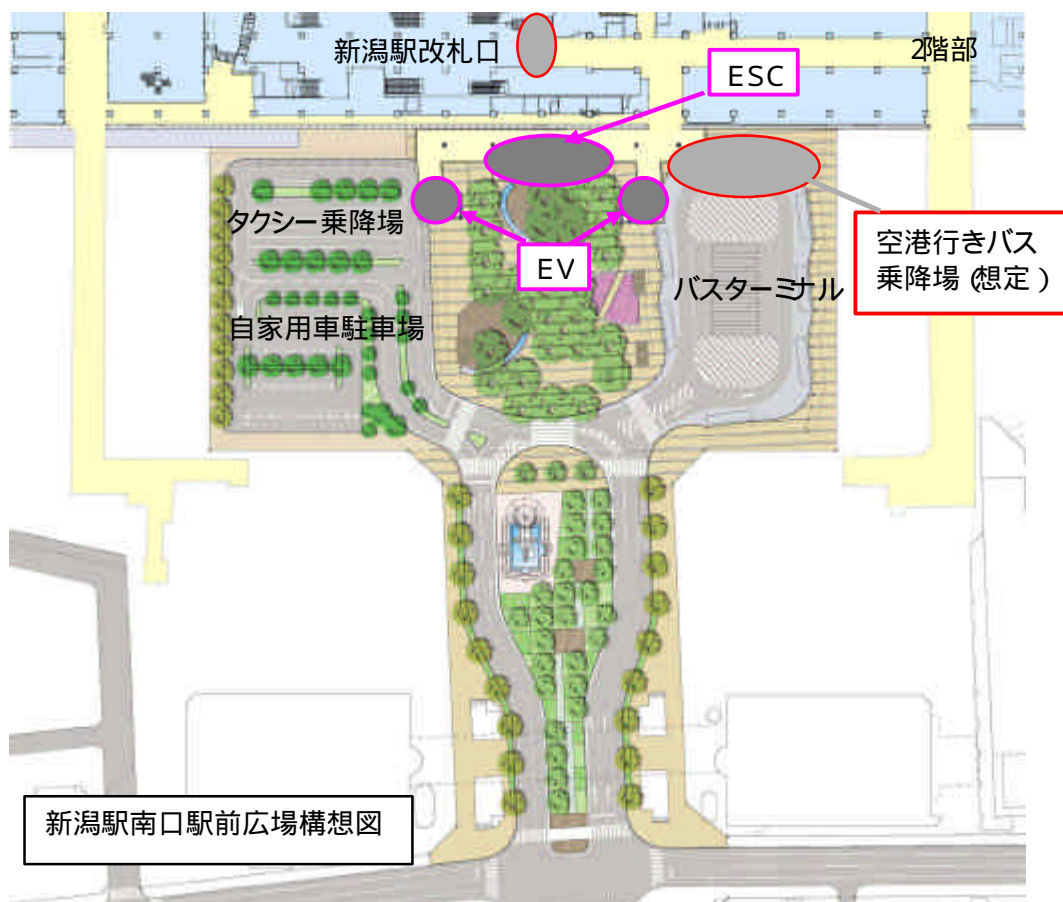 新潟駅改札口
2階部
ESC
タクシー乗降場
EV
空港行きバス
乗降場(想定)
バスターミナル
自家用車駐車場
新潟駅南口駅前広場構想図